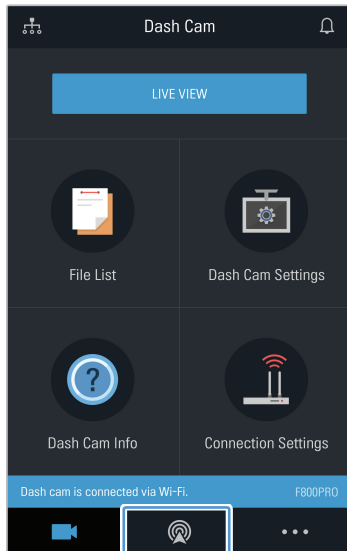 Dash Cam
LIVE VIEW
File List
Dash Cam Settings
?
Dash Cam Info
Connection Settings
Dash cam is connected via Wi-Fi.
F800PRO